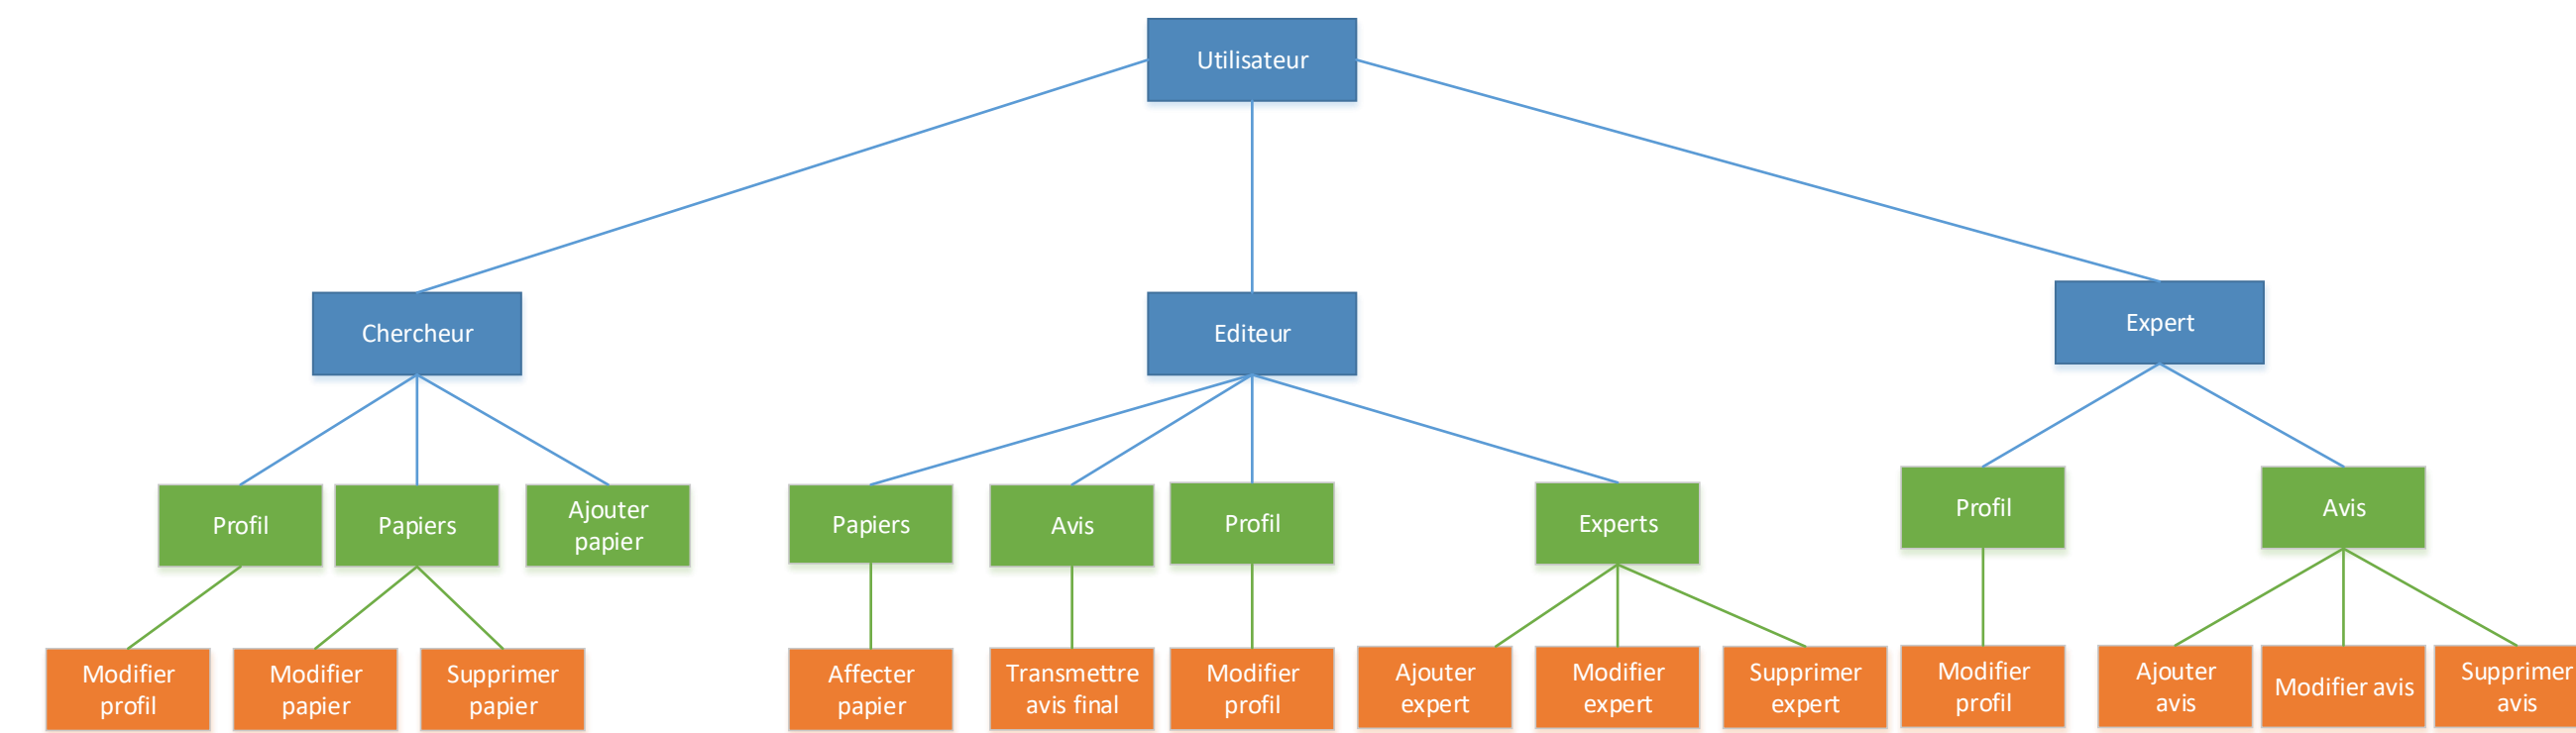 Utilisateur
Chercheur
Editeur
Expert
Profil
Papiers
Ajouter
papier
Papiers
Avis
Profil
Experts
Profil
Avis
Modifier
profil
Modifier
papier
Supprimer
papier
Affecter
papier
Transmettre
avis final
Modifier
profil
Ajouter
expert
Modifier
expert
Supprimer
expert
Modifier
profil
Ajouter
avis
Modifier avis
Supprimer
avis